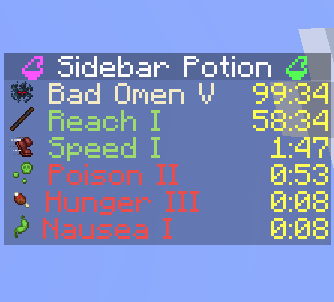 Sidebar Potion
Bad Omen V 99:34
Reach I 58:34
Speed I 1:47
Poison II 0:53
Hunger III 0:08
Nausea I 0:08